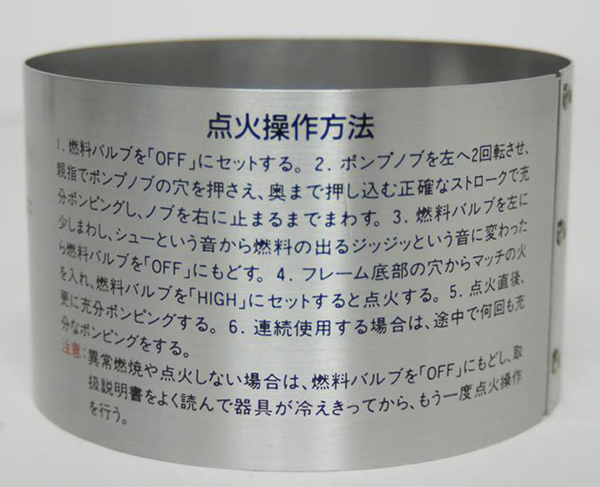 点火操作方法
1. 燃料バルブを「OFF」にセットする。2. ポンプノブを左へ2回転させ、
親指でポンプノブの穴を押さえ、奥まで押し込む正確なストロークで充
分ポンピングし、ノブを右に止まるまでまわす。3. 燃料バルブを左に
少しまわし、シューという音から燃料の出るジッジッという音に変わった
ら燃料バルブを「OFF」にもどす。4. フレーム底部の穴からマッチの火
を入れ、燃料バルブを「HIGH」にセットすると点火する。5. 点火直後、
更に充分ポンピングする。6. 連続使用する場合は、途中で何回も充
分なポンピングをする。
注意:異常燃焼や点火しない場合は、燃料バルブを「OFF」にもどし、取
扱説明書をよく読んで器具が冷えきってから、もう一度点火操作
を行う。